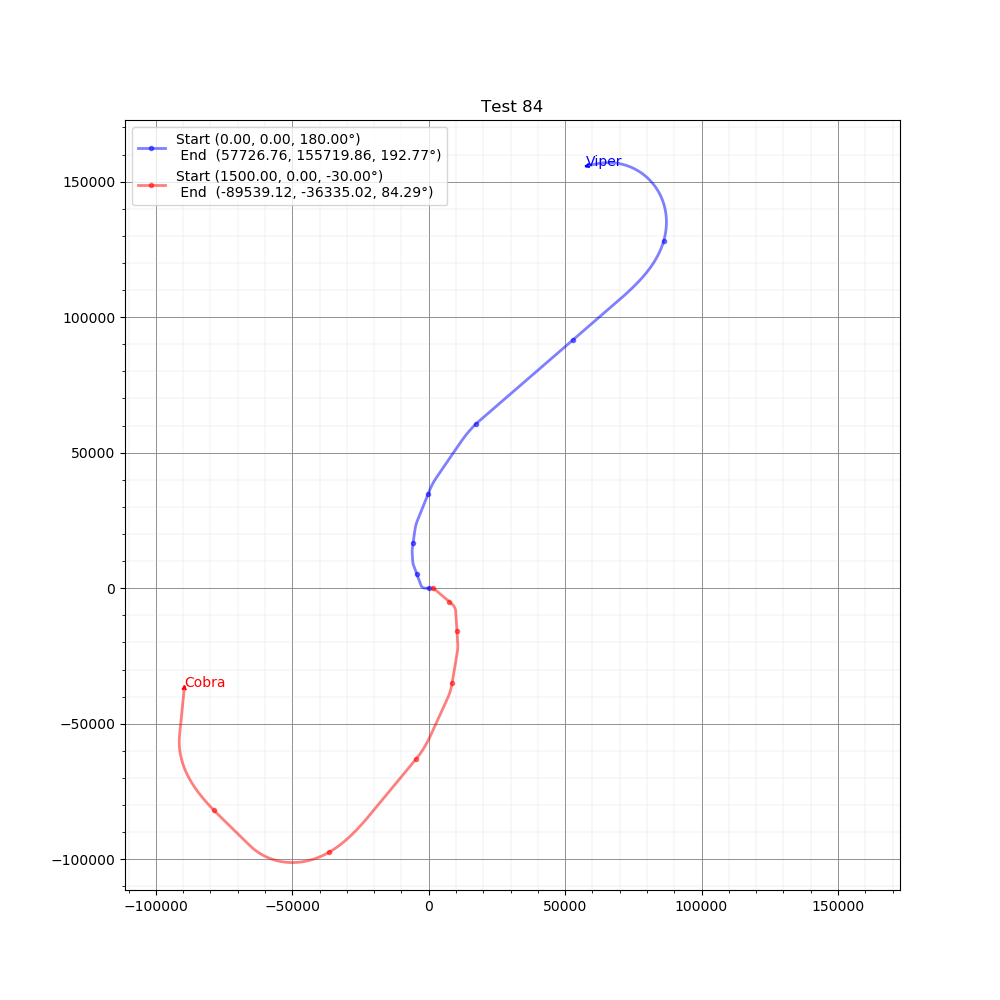 Test 84
Start (0.00, 0.00, 180.00°)
End  (57726.76, 155719.86, 192.77°)
Start (1500.00, 0.00, -30.00°)
End  (-89539.12, -36335.02, 84.29°)
Viper
Cobra
150000
100000
50000
0
−50000
−100000
−100000
−50000
0
50000
100000
150000